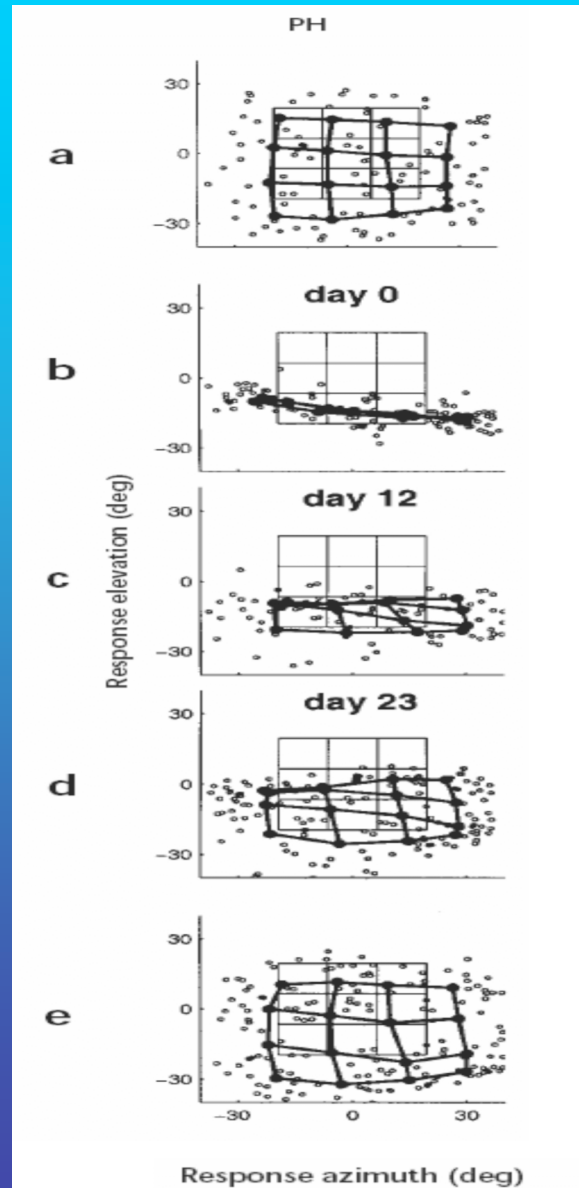 PH
30
a
0
−30
day 0
30
b
0
−30
Response elevation (deg)
day 12
30
c
0
−30
day 23
30
d
0
−30
30
e
0
−30
−30 0 30
Response azimuth (deg)